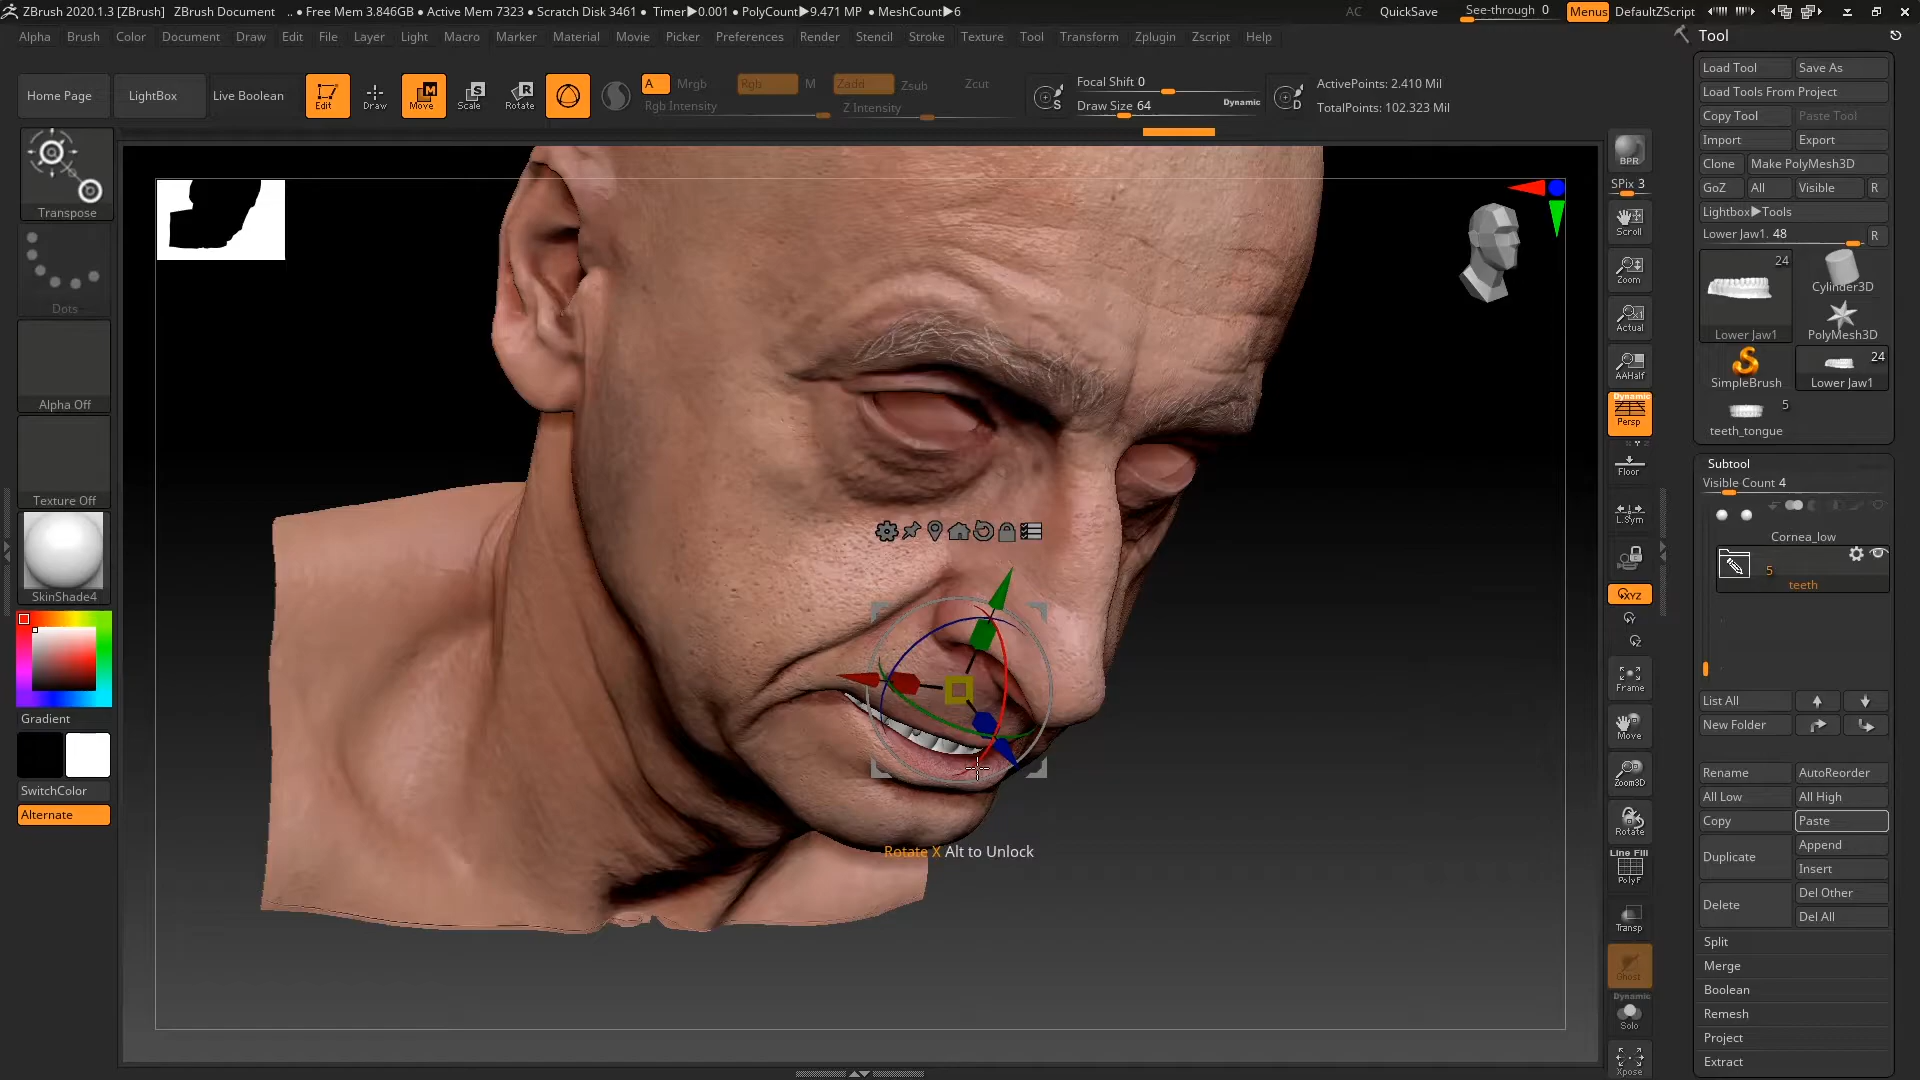 ZBrush 2020.1.3 [ZBrush] ZBrush Document .. • Free Mem 3.846GB • Active Mem 7323 • Scratch Disk 3461 • Timer▶0.001 • PolyCount▶9.471 MP • MeshCount▶6 AC QuickSave See-through 0 Menus DefaultZScript
Alpha Brush Color Document Draw Edit File Layer Light Macro Marker Material Movie Picker Preferences Render Stencil Stroke Texture Tool Transform Zplugin Zscript Help
Home Page LightBox Live Boolean Edit Draw Move Scale Rotate
A Mrgb Rgb M Zadd Zsub Zcut
Rgb Intensity Z Intensity
Focal Shift 0
Draw Size 64 Dynamic
ActivePoints: 2.410 Mil
TotalPoints: 102.323 Mil
Transpose
Dots
Alpha Off
Texture Off
SkinShade4
Gradient
SwitchColor
Alternate
Rotate X Alt to Unlock
BPR
SPix 3
Scroll
Zoom
Actual
AAHalf
Dynamic
Persp
Floor
L.Sym
XYZ
Frame
Move
Zoom3D
Rotate
Line Fill
PolyF
Transp
Ghost
Dynamic
Solo
Xpose
Tool
Load Tool Save As
Load Tools From Project
Copy Tool Paste Tool
Import Export
Clone Make PolyMesh3D
GoZ All Visible R
Lightbox▶Tools
Lower Jaw1. 48 R
24
Lower Jaw1
Cylinder3D
PolyMesh3D
SimpleBrush
24
Lower Jaw1
5
teeth_tongue
Subtool
Visible Count 4
Cornea_low
5
teeth
List All
New Folder
Rename AutoReorder
All Low All High
Copy Paste
Duplicate Append
Insert
Delete Del Other
Del All
Split
Merge
Boolean
Remesh
Project
Extract